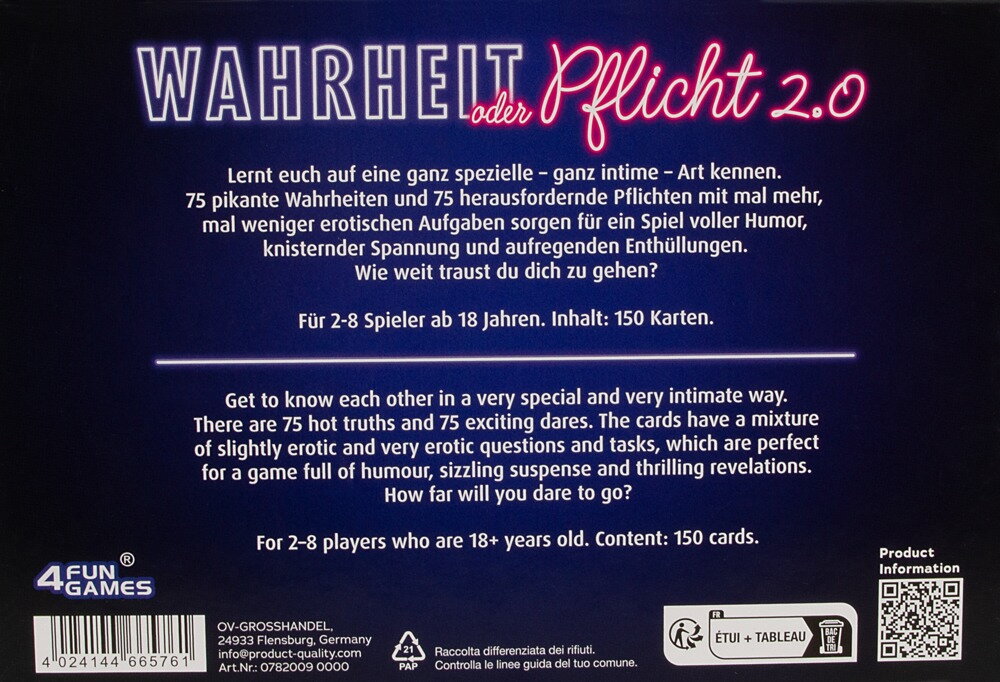 WAHRHEIT oder Pflicht 2.0
Lernt euch auf eine ganz spezielle – ganz intime – Art kennen.
75 pikante Wahrheiten und 75 herausfordernde Pflichten mit mal mehr,
mal weniger erotischen Aufgaben sorgen für ein Spiel voller Humor,
knisternder Spannung und aufregenden Enthüllungen.
Wie weit traust du dich zu gehen?
Für 2-8 Spieler ab 18 Jahren. Inhalt: 150 Karten.
Get to know each other in a very special and very intimate way.
There are 75 hot truths and 75 exciting dares. The cards have a mixture
of slightly erotic and very erotic questions and tasks, which are perfect
for a game full of humour, sizzling suspense and thrilling revelations.
How far will you dare to go?
For 2–8 players who are 18+ years old. Content: 150 cards.
4 FUN GAMES ®
4 024144 665761
OV-GROSSHANDEL,
24933 Flensburg, Germany
info@product-quality.com
Art.Nr.: 0782009 0000
21
PAP
Raccolta differenziata dei rifiuti.
Controlla le linee guida del tuo comune.
FR
ÉTUI + TABLEAU
BAC
DE
TRI
Product
Information